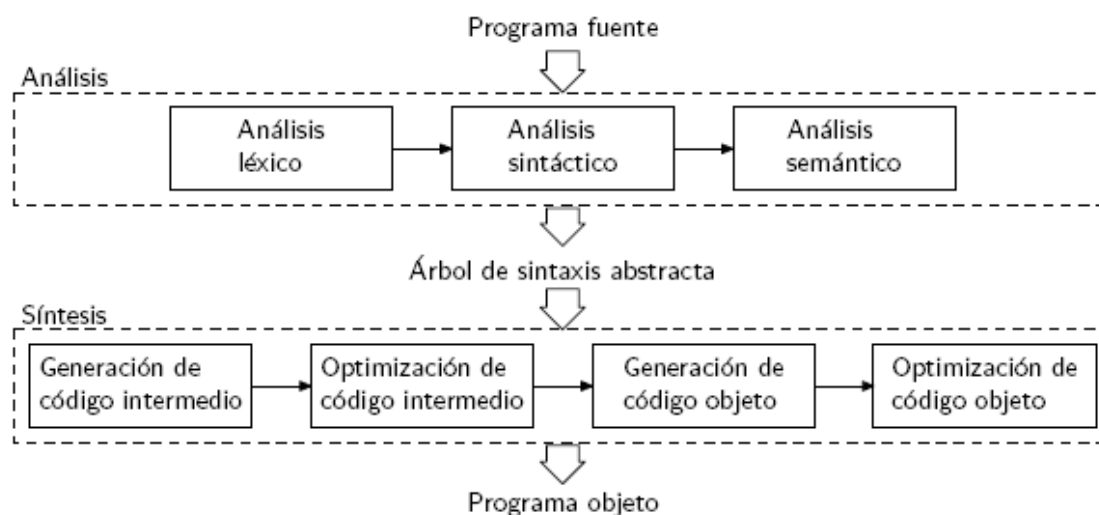 Programa fuente
Análisis
Análisis
léxico
Análisis
sintáctico
Análisis
semántico
Árbol de sintaxis abstracta
Síntesis
Generación de
código intermedio
Optimización de
código intermedio
Generación de
código objeto
Optimización de
código objeto
Programa objeto